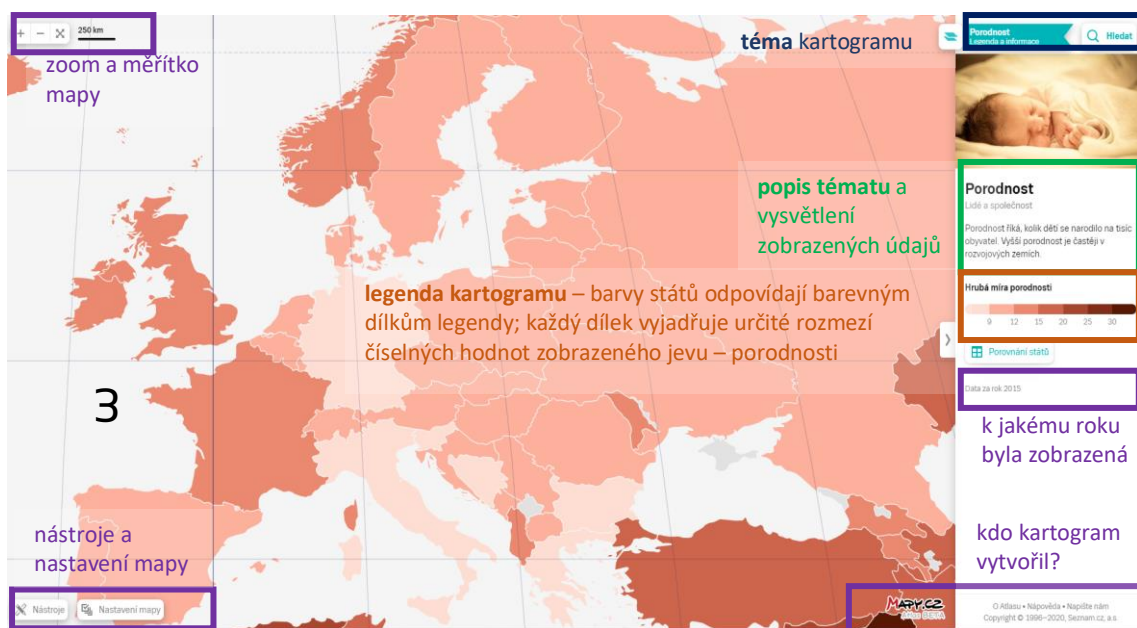 + − 250 km
zoom a měřítko
mapy
téma kartogramu
Porodnost
Legenda a informace
Hledat
popis tématu a
vysvětlení
zobrazených údajů
Porodnost
Lidé a společnost
Porodnost říká, kolik dětí se narodilo na tisíc
obyvatel. Vyšší porodnost je častěji v
rozvojových zemích.
legenda kartogramu – barvy států odpovídají barevným
dílkům legendy; každý dílek vyjadřuje určité rozmezí
číselných hodnot zobrazeného jevu – porodnosti
Hrubá míra porodnosti
9 12 15 20 25 30
Porovnání států
Data za rok 2015
3
k jakému roku
byla zobrazená
nástroje a
nastavení mapy
kdo kartogram
vytvořil?
Nástroje
Nastavení mapy
MAPY.CZ
Atlas BETA
O Atlasu • Nápověda • Napište nám
Copyright © 1996–2020, Seznam.cz, a.s.